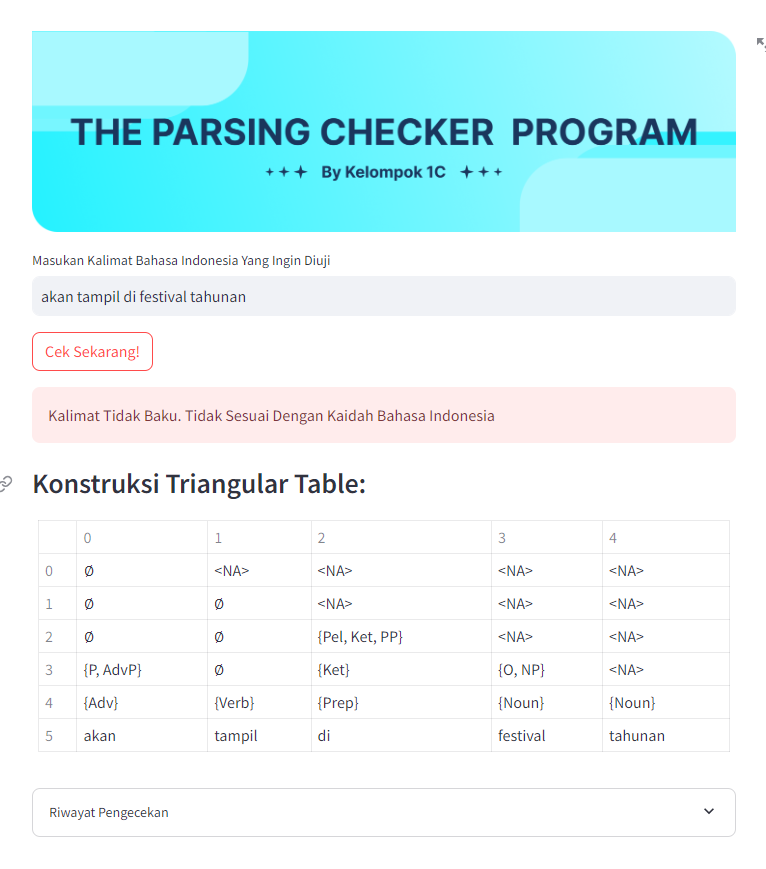 THE PARSING CHECKER PROGRAM
By Kelompok 1C
Masukan Kalimat Bahasa Indonesia Yang Ingin Diuji
akan tampil di festival tahunan
Cek Sekarang!
Kalimat Tidak Baku. Tidak Sesuai Dengan Kaidah Bahasa Indonesia
Konstruksi Triangular Table:
0 1 2 3 4
0 Ø <NA> <NA> <NA> <NA>
1 Ø Ø <NA> <NA> <NA>
2 Ø Ø {Pel, Ket, PP} <NA> <NA>
3 {P, AdvP} Ø {Ket} {O, NP} <NA>
4 {Adv} {Verb} {Prep} {Noun} {Noun}
5 akan tampil di festival tahunan
Riwayat Pengecekan